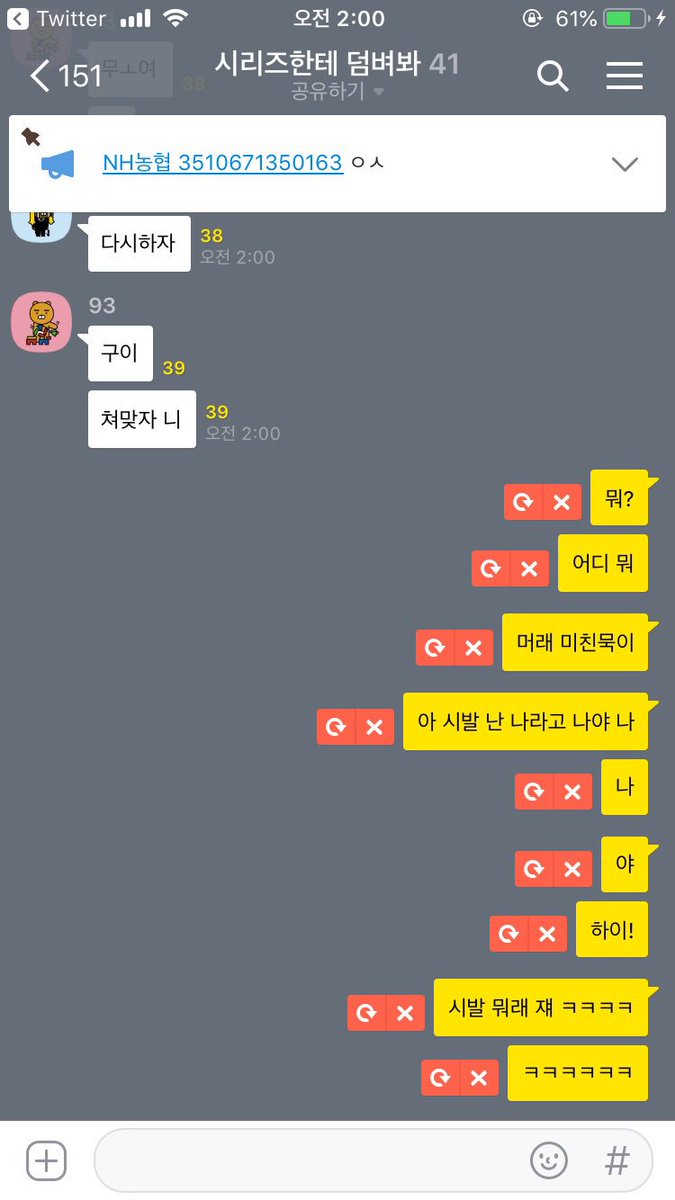 Twitter
오전 2:00
61%
151
시리즈한테 덤벼봐 41
공유하기
38
NH농협 3510671350163 ㅇㅅ
다시하자
38
오전 2:00
93
구이
39
쳐맞자 니
39
오전 2:00
뭐?
어디 뭐
머래 미친묵이
아 시발 난 나라고 나야 나
나
야
하이!
시발 뭐래 쟤 ㅋㅋㅋㅋ
ㅋㅋㅋㅋㅋㅋ
#